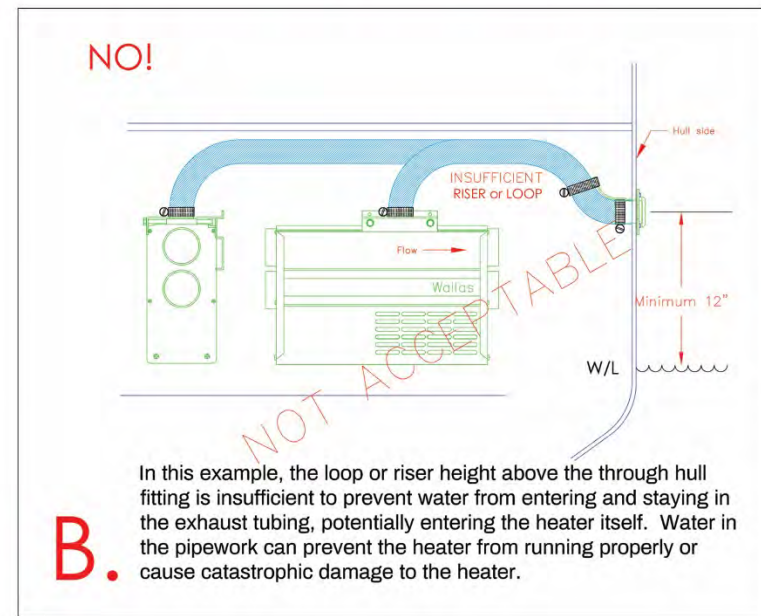 NO!
Hull side
INSUFFICIENT
RISER or LOOP
Flow
Wallas
Minimum 12"
NOT ACCEPTABLE
W/L
B.
In this example, the loop or riser height above the through hull
fitting is insufficient to prevent water from entering and staying in
the exhaust tubing, potentially entering the heater itself. Water in
the pipework can prevent the heater from running properly or
cause catastrophic damage to the heater.